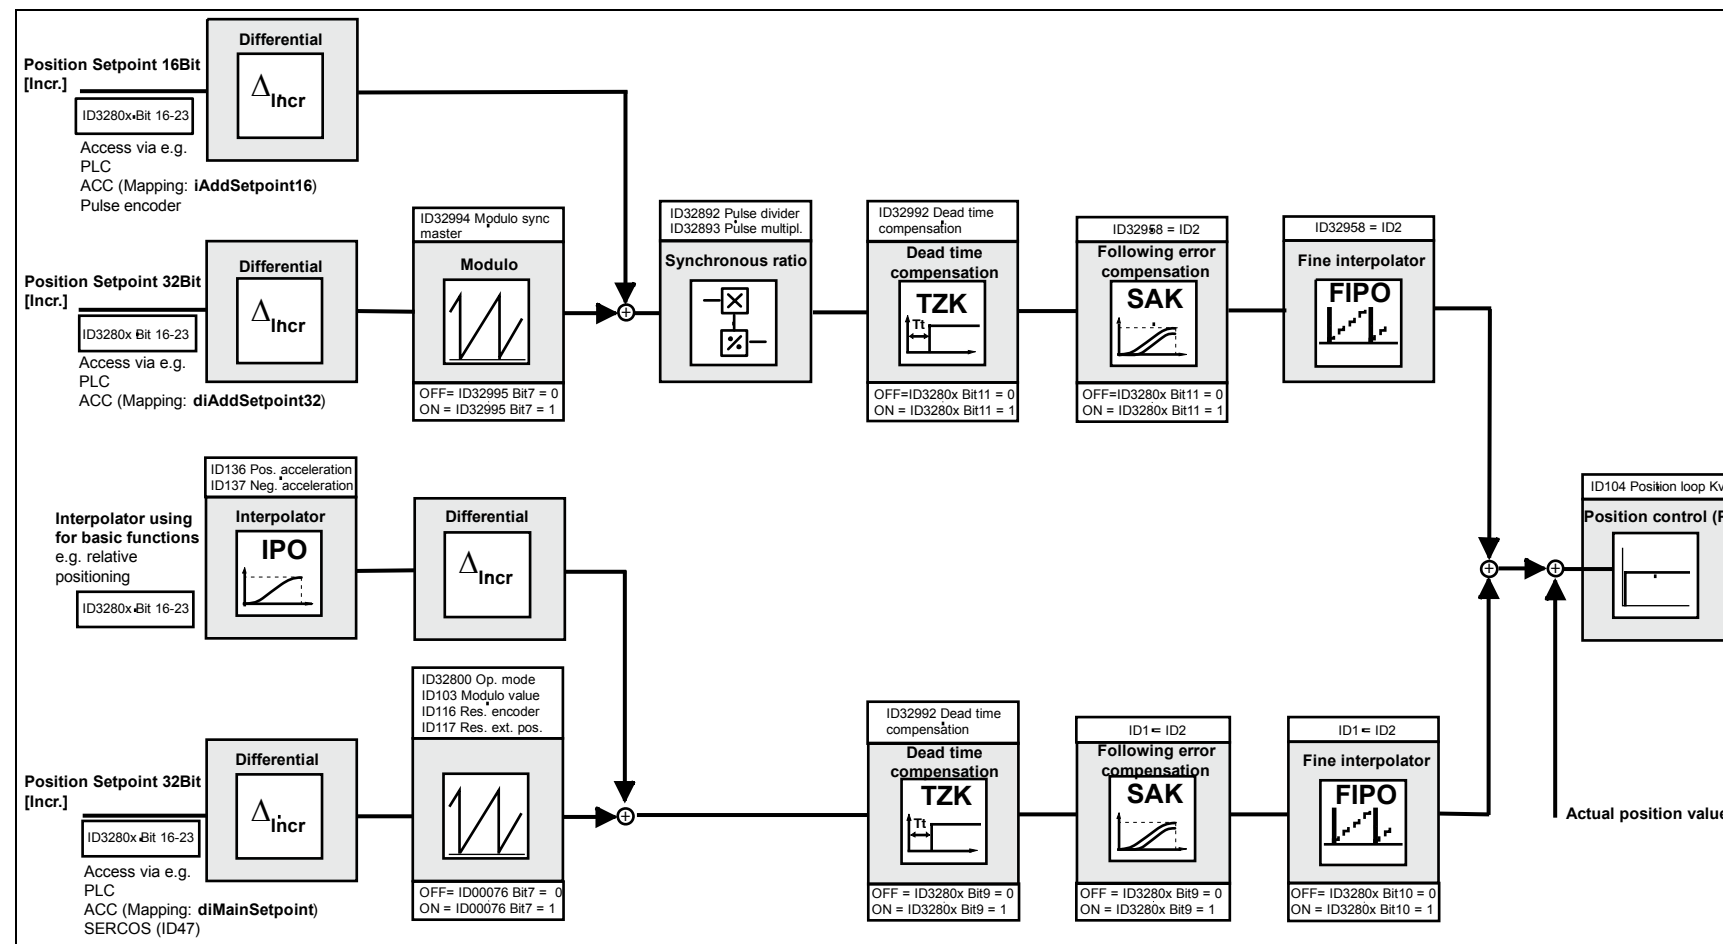 Differential
Position Setpoint 16Bit
[Incr.]
ΔIncr
ID3280x Bit 16-23
Access via e.g.
PLC
ACC (Mapping: iAddSetpoint16)
Pulse encoder
ID32994 Modulo sync
master
Modulo
OFF= ID32995 Bit7 = 0
ON = ID32995 Bit7 = 1
ID32892 Pulse divider
ID32893 Pulse multipl.
Synchronous ratio
×
%
ID32992 Dead time
compensation
Dead time
compensation
TZK
Tt
OFF=ID3280x Bit11 = 0
ON = ID3280x Bit11 = 1
ID32958 = ID2
Following error
compensation
SAK
OFF=ID3280x Bit11 = 0
ON = ID3280x Bit11 = 1
ID32958 = ID2
Fine interpolator
FIPO
Position Setpoint 32Bit
[Incr.]
Differential
ΔIncr
ID3280x Bit 16-23
Access via e.g.
PLC
ACC (Mapping: diAddSetpoint32)
ID136 Pos. acceleration
ID137 Neg. acceleration
Interpolator
IPO
Interpolator using
for basic functions
e.g. relative
positioning
ID3280x Bit 16-23
Differential
ΔIncr
ID104 Position loop Kv
Position control (P
Actual position value
ID32800 Op. mode
ID103 Modulo value
ID116 Res. encoder
ID117 Res. ext. pos.
OFF= ID00076 Bit7 = 0
ON = ID00076 Bit7 = 1
Differential
ΔIncr
Position Setpoint 32Bit
[Incr.]
ID3280x Bit 16-23
Access via e.g.
PLC
ACC (Mapping: diMainSetpoint)
SERCOS (ID47)
ID32992 Dead time
compensation
Dead time
compensation
TZK
Tt
OFF = ID3280x Bit9 = 0
ON = ID3280x Bit9 = 1
ID1 = ID2
Following error
compensation
SAK
OFF = ID3280x Bit9 = 0
ON = ID3280x Bit9 = 1
ID1 = ID2
Fine interpolator
FIPO
OFF= ID3280x Bit10 = 0
ON = ID3280x Bit10 = 1